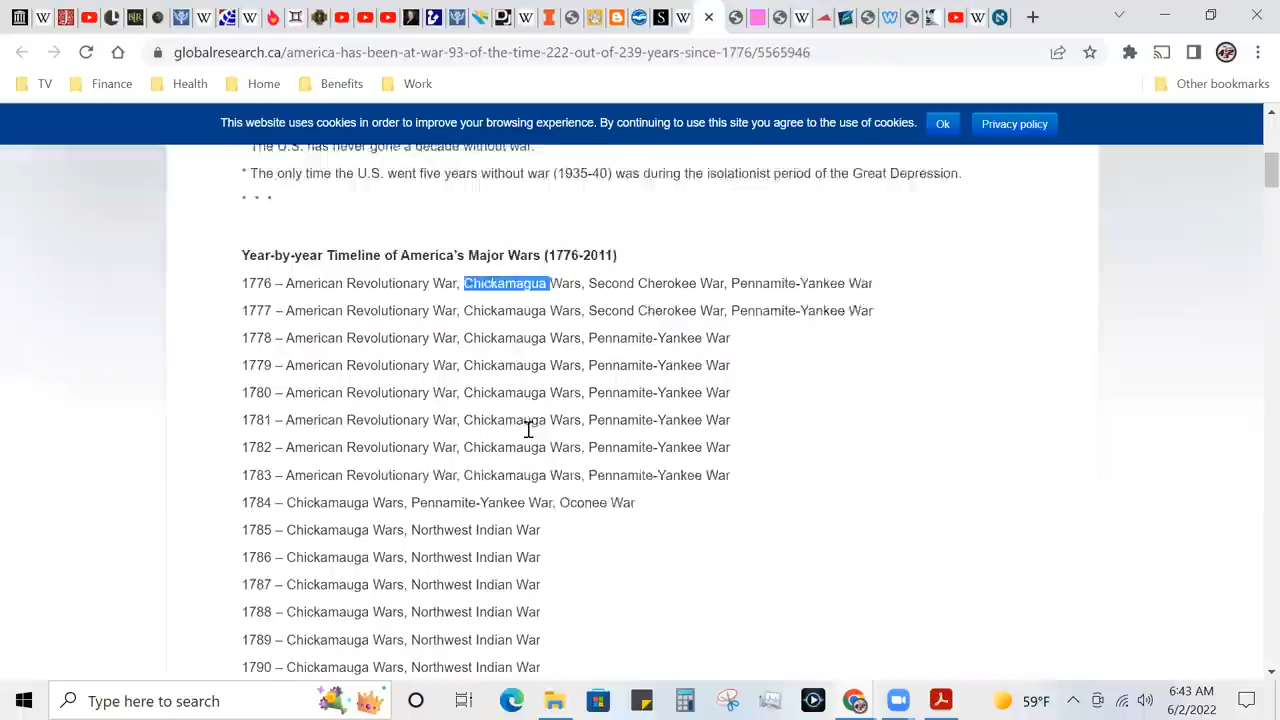 globalresearch.ca/america-has-been-at-war-93-of-the-time-222-out-of-239-years-since-1776/5565946
TV Finance Health Home Benefits Work Other bookmarks
This website uses cookies in order to improve your browsing experience. By continuing to use this site you agree to the use of cookies. Ok Privacy policy
The U.S. has never gone a decade without war.
* The only time the U.S. went five years without war (1935-40) was during the isolationist period of the Great Depression.
* * *
Year-by-year Timeline of America's Major Wars (1776-2011)
1776 – American Revolutionary War, Chickamagua Wars, Second Cherokee War, Pennamite-Yankee War
1777 – American Revolutionary War, Chickamauga Wars, Second Cherokee War, Pennamite-Yankee War
1778 – American Revolutionary War, Chickamauga Wars, Pennamite-Yankee War
1779 – American Revolutionary War, Chickamauga Wars, Pennamite-Yankee War
1780 – American Revolutionary War, Chickamauga Wars, Pennamite-Yankee War
1781 – American Revolutionary War, Chickamauga Wars, Pennamite-Yankee War
1782 – American Revolutionary War, Chickamauga Wars, Pennamite-Yankee War
1783 – American Revolutionary War, Chickamauga Wars, Pennamite-Yankee War
1784 – Chickamauga Wars, Pennamite-Yankee War, Oconee War
1785 – Chickamauga Wars, Northwest Indian War
1786 – Chickamauga Wars, Northwest Indian War
1787 – Chickamauga Wars, Northwest Indian War
1788 – Chickamauga Wars, Northwest Indian War
1789 – Chickamauga Wars, Northwest Indian War
1790 – Chickamauga Wars, Northwest Indian War
Type here to search
59°F
6:43 AM
6/2/2022